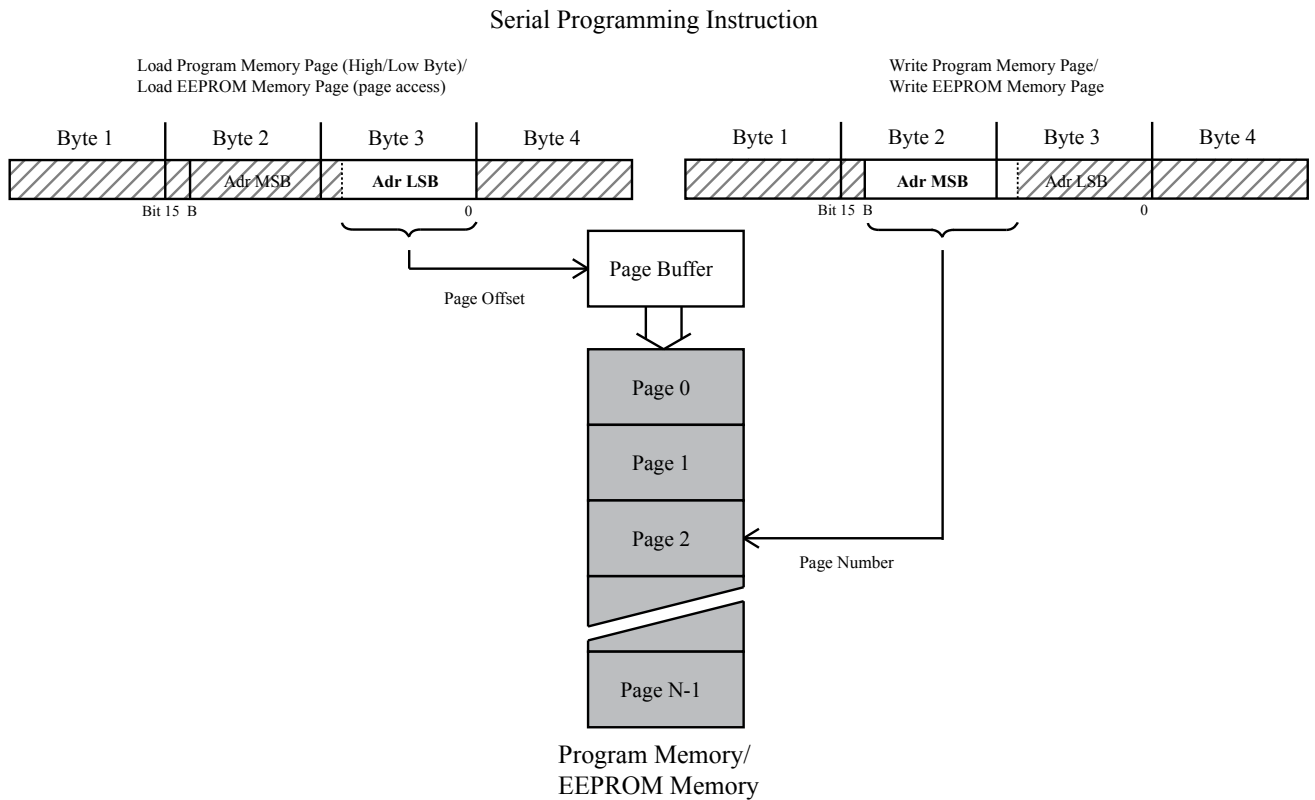 Serial Programming Instruction
Load Program Memory Page (High/Low Byte)/
Load EEPROM Memory Page (page access)
Write Program Memory Page/
Write EEPROM Memory Page
Byte 1 Byte 2 Byte 3 Byte 4
Byte 1 Byte 2 Byte 3 Byte 4
Adr MSB Adr LSB
Adr MSB Adr LSB
Bit 15 B 0
Bit 15 B 0
Page Buffer
Page Offset
Page 0
Page 1
Page 2
Page Number
Page N-1
Program Memory/
EEPROM Memory